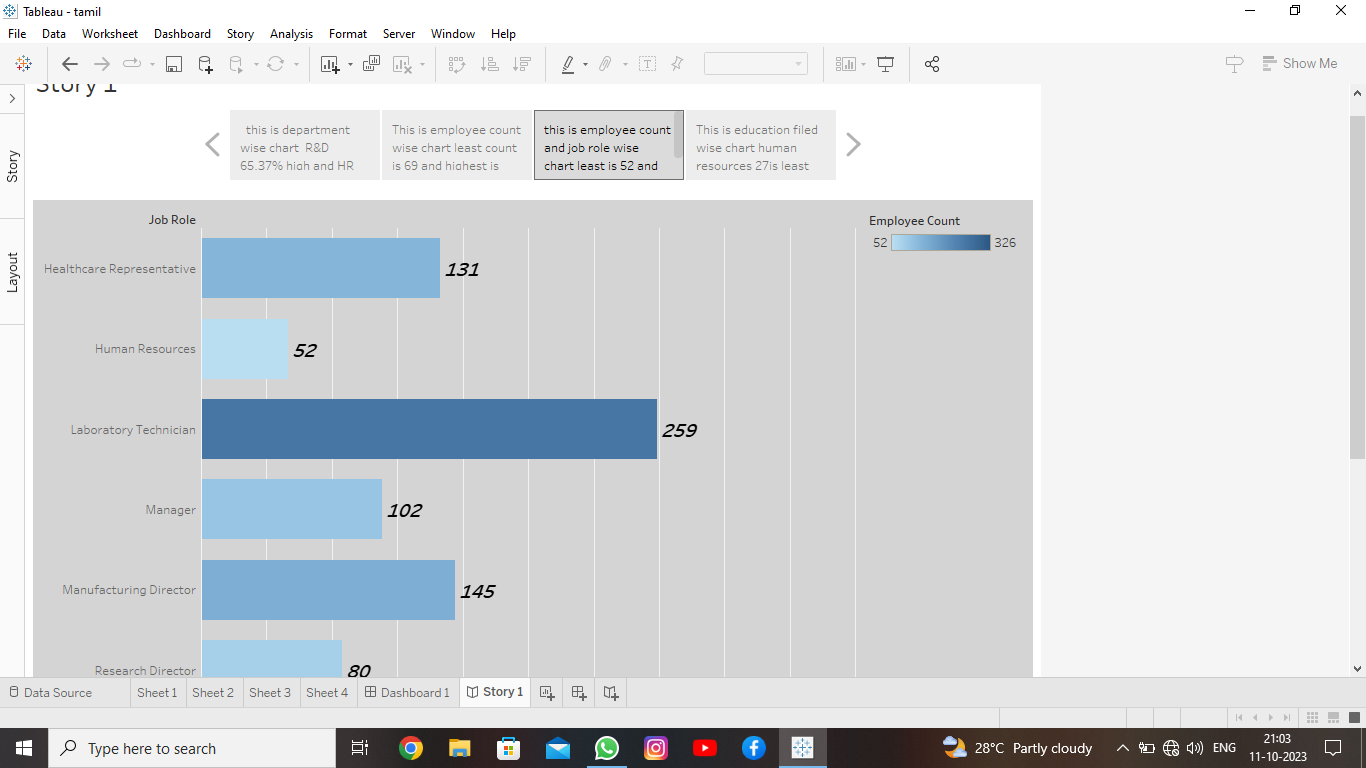 Tableau - tamil
File Data Worksheet Dashboard Story Analysis Format Server Window Help
Show Me
Story 1
this is department
wise chart R&D
65.37% high and HR
This is employee count
wise chart least count
is 69 and highest is
this is employee count
and job role wise
chart least is 52 and
This is education filed
wise chart human
resources 27is least
Story
Layout
Job Role
Employee Count
52 326
Healthcare Representative 131
Human Resources 52
Laboratory Technician 259
Manager 102
Manufacturing Director 145
Research Director 80
Data Source Sheet 1 Sheet 2 Sheet 3 Sheet 4 Dashboard 1 Story 1
Type here to search
28°C Partly cloudy
ENG
21:03
11-10-2023